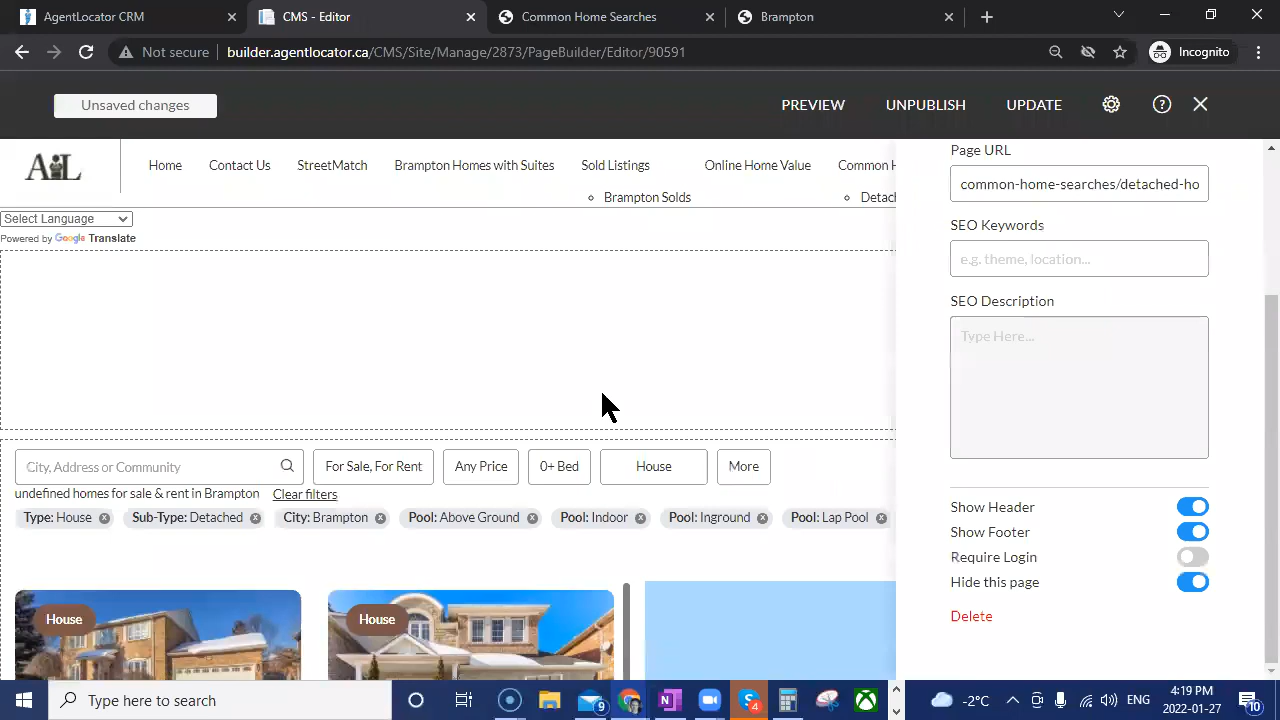 AgentLocator CRM
CMS - Editor
Common Home Searches
Brampton
Not secure
builder.agentlocator.ca/CMS/Site/Manage/2873/PageBuilder/Editor/90591
Incognito
Unsaved changes
PREVIEW
UNPUBLISH
UPDATE
AiL
Home
Contact Us
StreetMatch
Brampton Homes with Suites
Sold Listings
Online Home Value
Common H
Brampton Solds
Detach
Select Language
Powered by Google Translate
City, Address or Community
For Sale, For Rent
Any Price
0+ Bed
House
More
undefined homes for sale & rent in Brampton
Clear filters
Type: House
Sub-Type: Detached
City: Brampton
Pool: Above Ground
Pool: Indoor
Pool: Inground
Pool: Lap Pool
House
House
Page URL
common-home-searches/detached-ho
SEO Keywords
e.g. theme, location...
SEO Description
Type Here...
Show Header
Show Footer
Require Login
Hide this page
Delete
Type here to search
9
4
-2°C
ENG
4:19 PM
2022-01-27
10